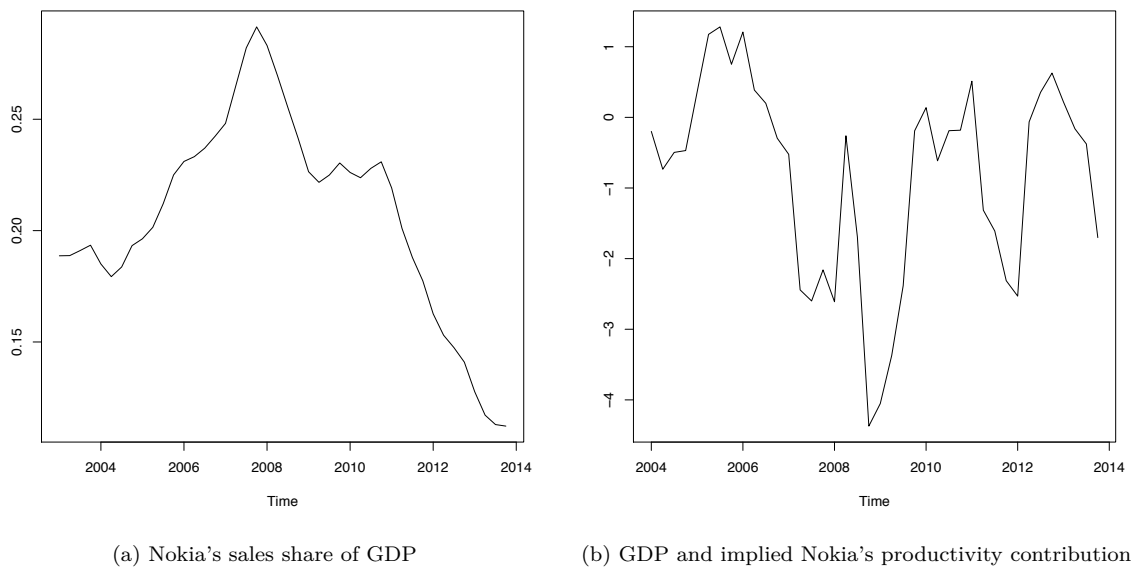 0.25
0.20
0.15
2004 2006 2008 2010 2012 2014
Time
(a) Nokia's sales share of GDP
1
0
−1
−2
−3
−4
2004 2006 2008 2010 2012 2014
Time
(b) GDP and implied Nokia's productivity contribution